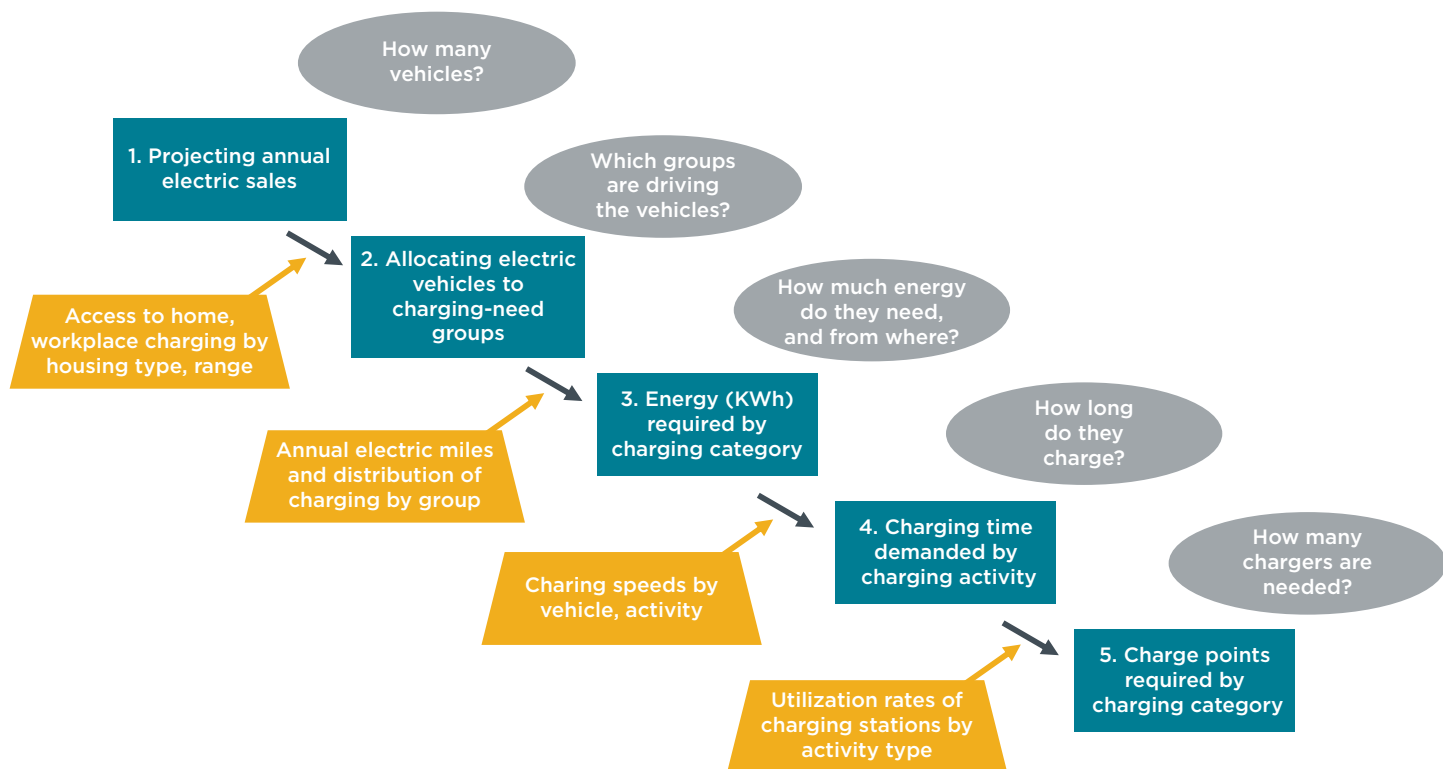 How many
vehicles?
1. Projecting annual
electric sales
Which groups
are driving
the vehicles?
2. Allocating electric
vehicles to
charging-need
groups
Access to home,
workplace charging by
housing type, range
How much energy
do they need,
and from where?
3. Energy (KWh)
required by
charging category
Annual electric miles
and distribution of
charging by group
How long
do they
charge?
4. Charging time
demanded by
charging activity
Charing speeds by
vehicle, activity
How many
chargers are
needed?
5. Charge points
required by
charging category
Utilization rates of
charging stations by
activity type